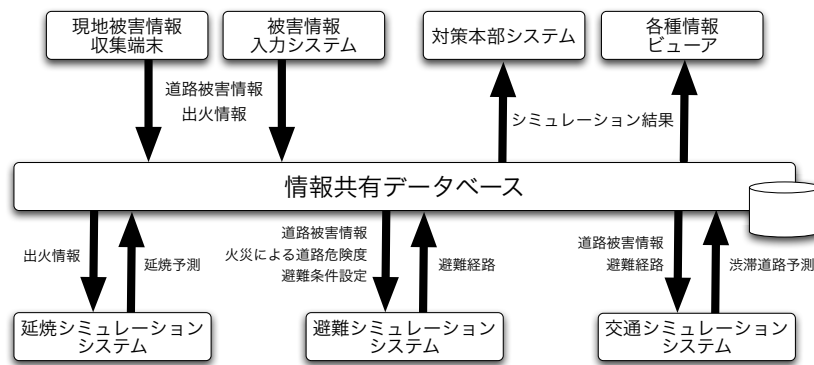 現地被害情報
収集端末
被害情報
入力システム
対策本部システム
各種情報
ビューア
道路被害情報
出火情報
シミュレーション結果
情報共有データベース
出火情報
延焼予測
道路被害情報
火災による道路危険度
避難条件設定
避難経路
道路被害情報
避難経路
渋滞道路予測
延焼シミュレーション
システム
避難シミュレーション
システム
交通シミュレーション
システム